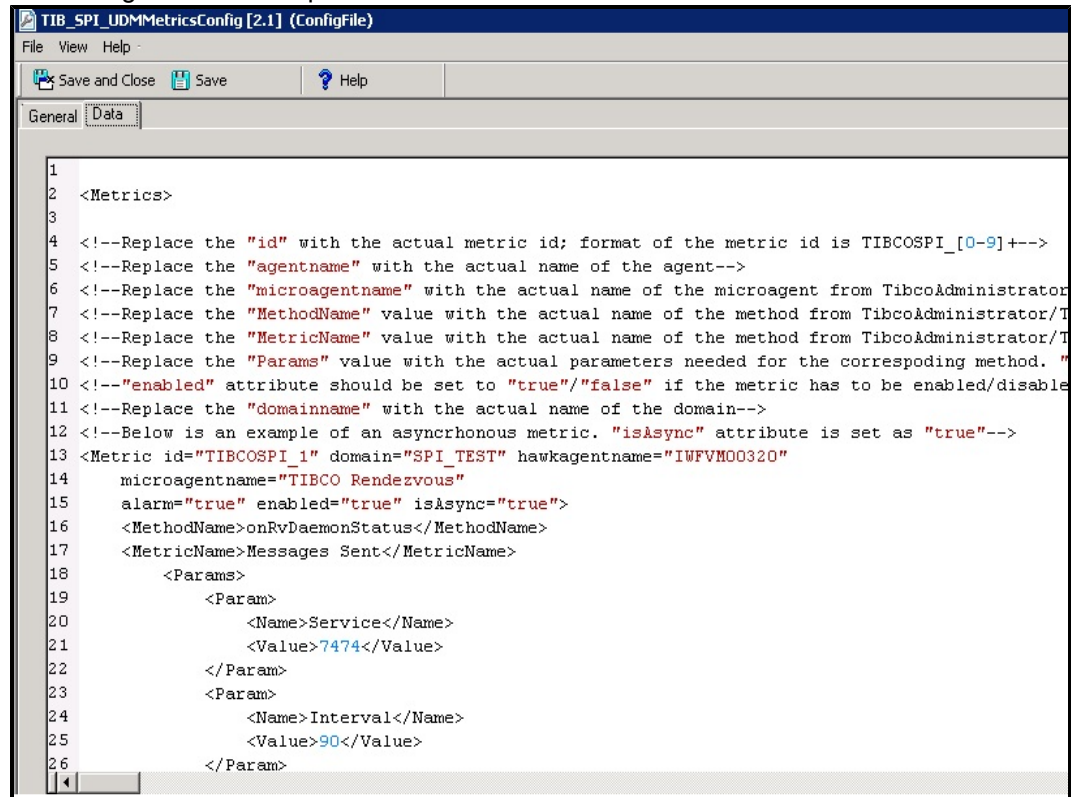 TIB_SPI_UDMMetricsConfig [2.1] (ConfigFile)
File View Help
Save and Close Save Help
General Data
1
2 <Metrics>
3
4 <!--Replace the "id" with the actual metric id; format of the metric id is TIBCOSPI_[0-9]+-->
5 <!--Replace the "agentname" with the actual name of the agent-->
6 <!--Replace the "microagentname" with the actual name of the microagent from TibcoAdministrator
7 <!--Replace the "MethodName" value with the actual name of the method from TibcoAdministrator/T
8 <!--Replace the "MetricName" value with the actual name of the method from TibcoAdministrator/T
9 <!--Replace the "Params" value with the actual parameters needed for the correspoding method. "
10 <!--"enabled" attribute should be set to "true"/"false" if the metric has to be enabled/disable
11 <!--Replace the "domainname" with the actual name of the domain-->
12 <!--Below is an example of an asyncrhonous metric. "isAsync" attribute is set as "true"-->
13 <Metric id="TIBCOSPI_1" domain="SPI_TEST" hawkagentname="IWFVM00320"
14 microagentname="TIBCO Rendezvous"
15 alarm="true" enabled="true" isAsync="true">
16 <MethodName>onRvDaemonStatus</MethodName>
17 <MetricName>Messages Sent</MetricName>
18 <Params>
19 <Param>
20 <Name>Service</Name>
21 <Value>7474</Value>
22 </Param>
23 <Param>
24 <Name>Interval</Name>
25 <Value>90</Value>
26 </Param>